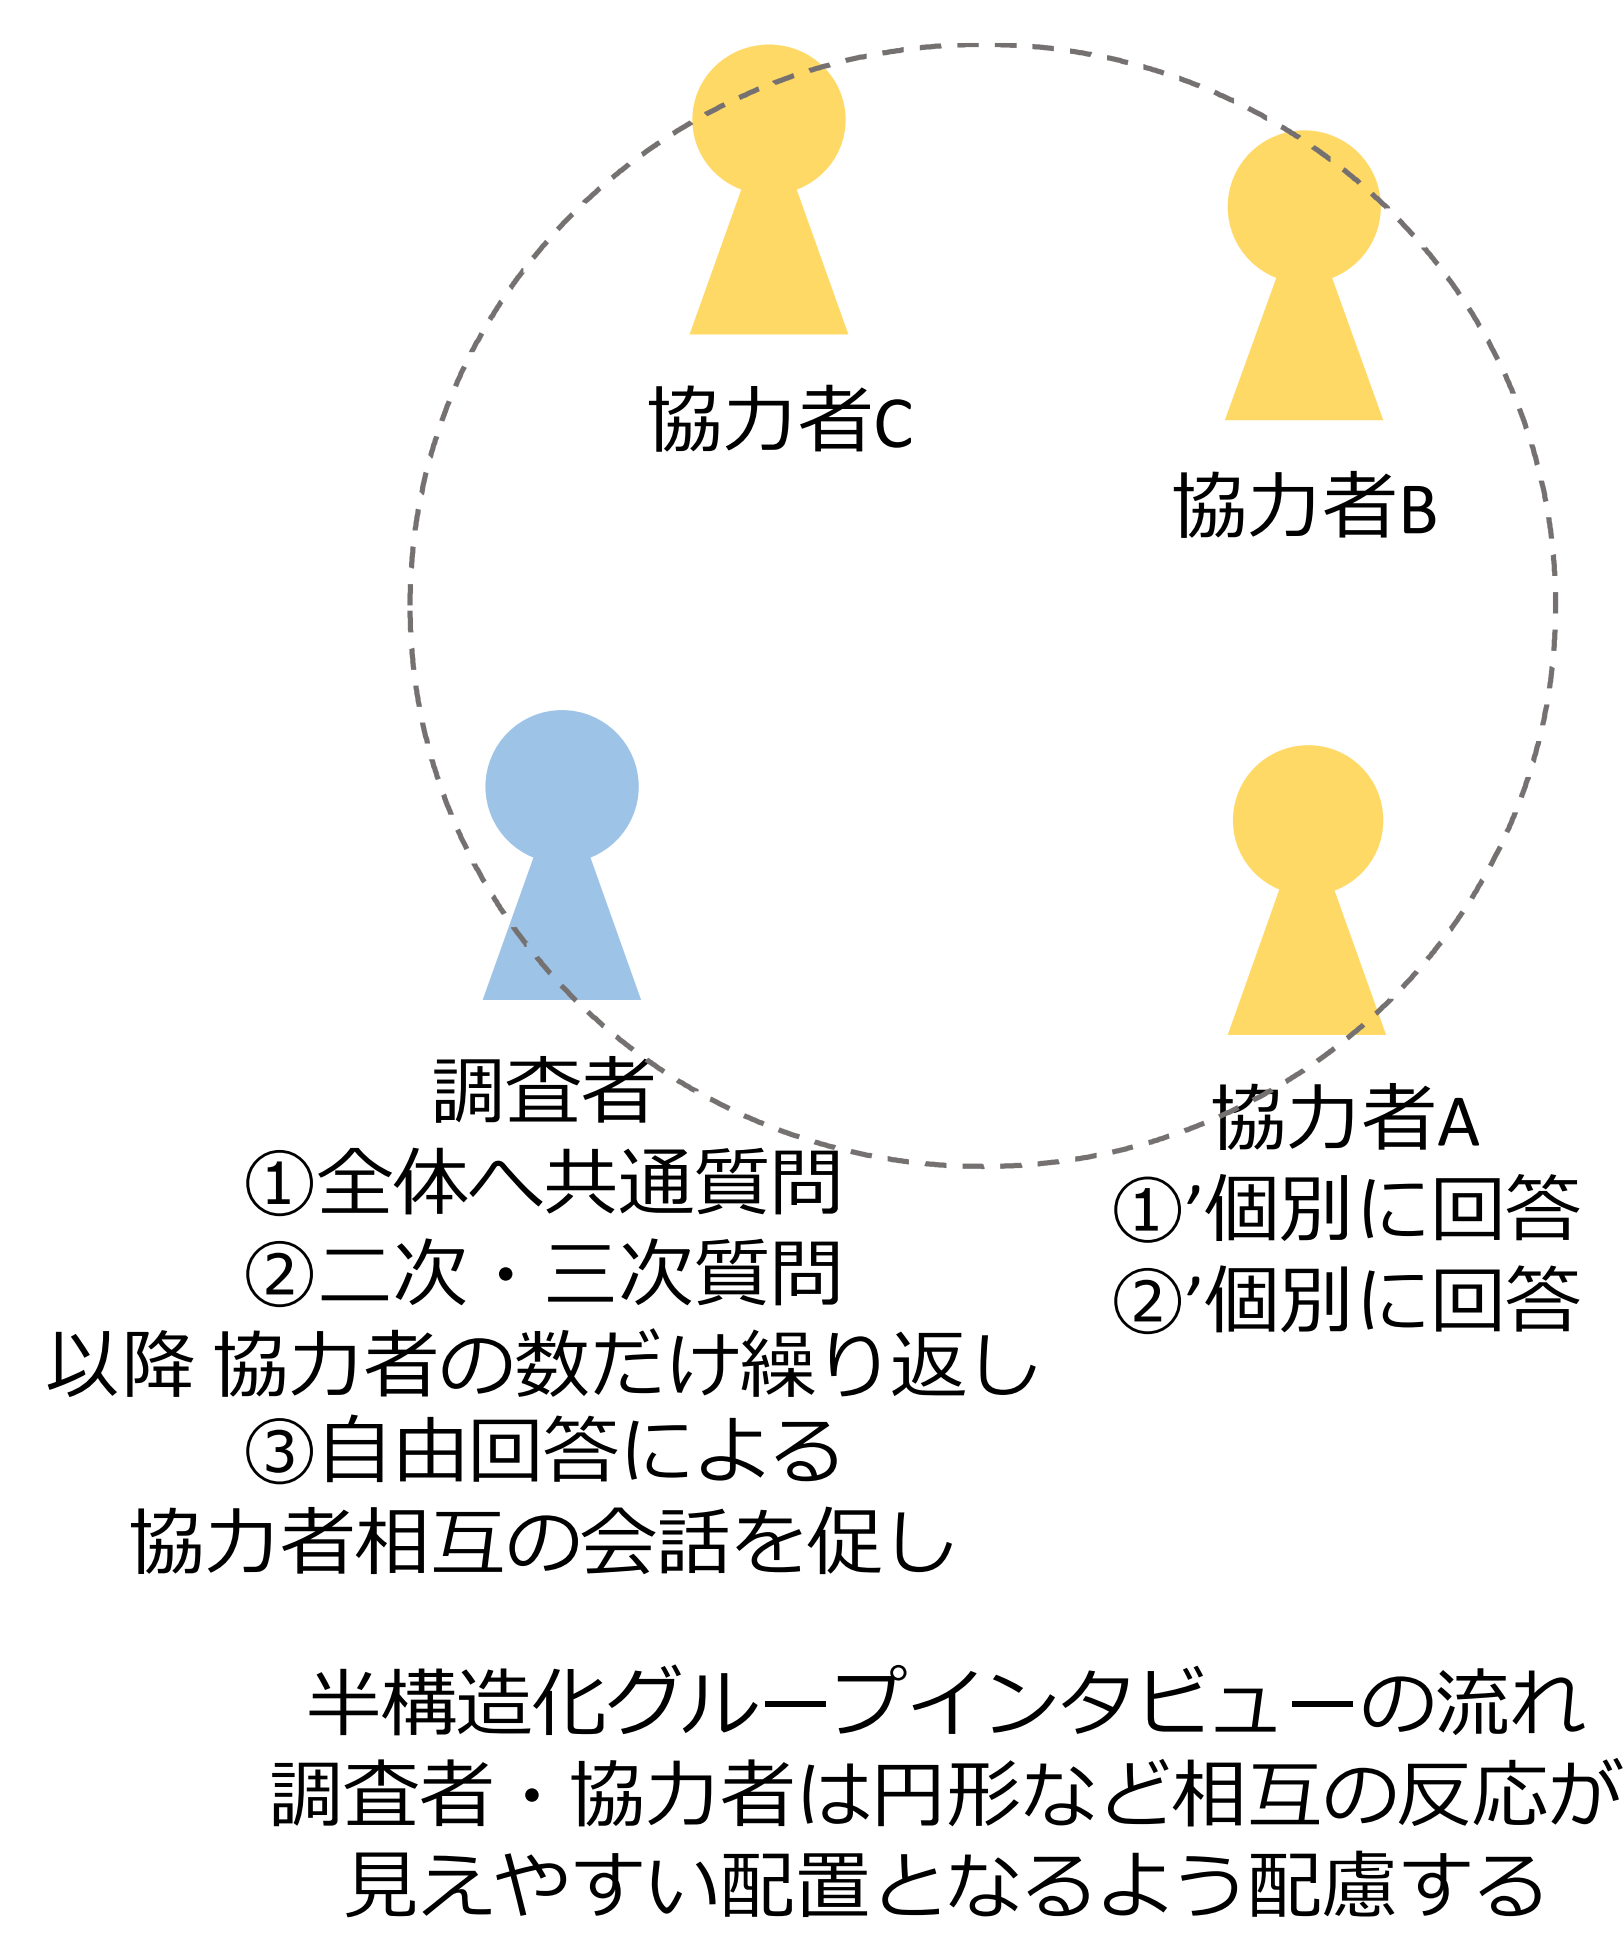 協力者C
協力者B
調査者
①全体へ共通質問
②二次・三次質問
以降 協力者の数だけ繰り返し
③自由回答による
協力者相互の会話を促し
協力者A
①’個別に回答
②’個別に回答
半構造化グループインタビューの流れ
調査者・協力者は円形など相互の反応が
見えやすい配置となるよう配慮する